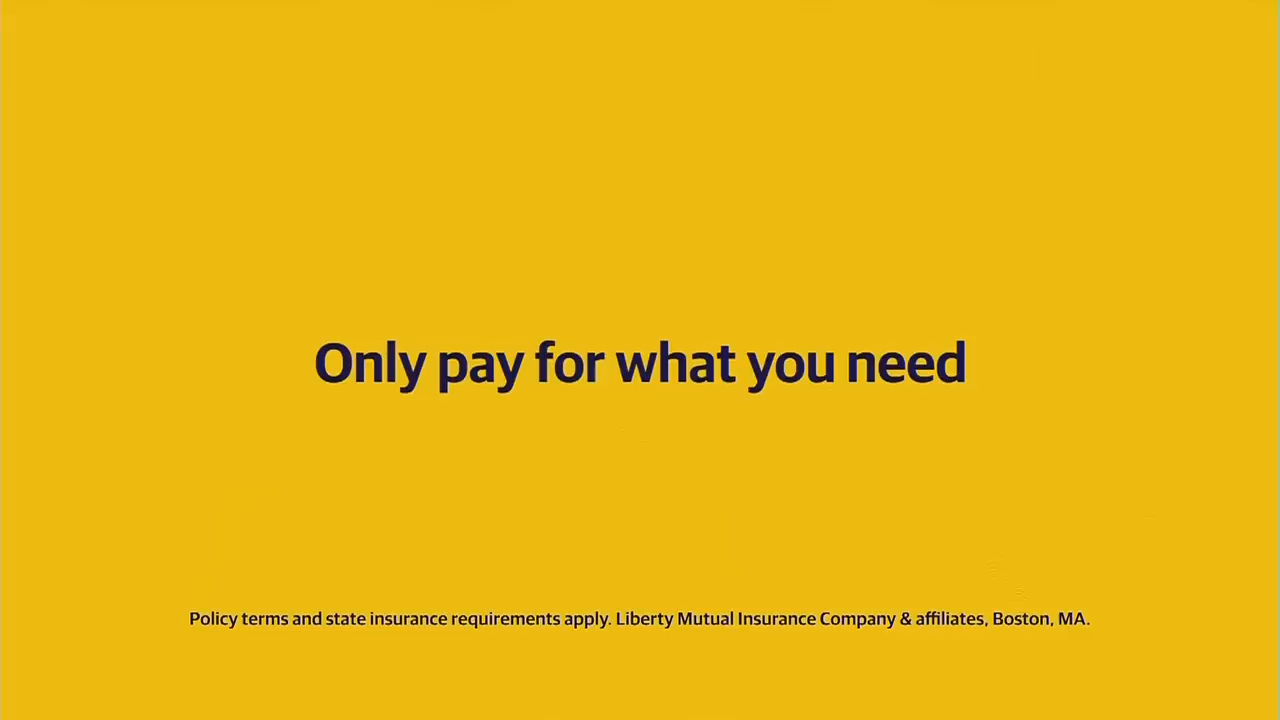 Only pay for what you need
Policy terms and state insurance requirements apply. Liberty Mutual Insurance Company & affiliates, Boston, MA.